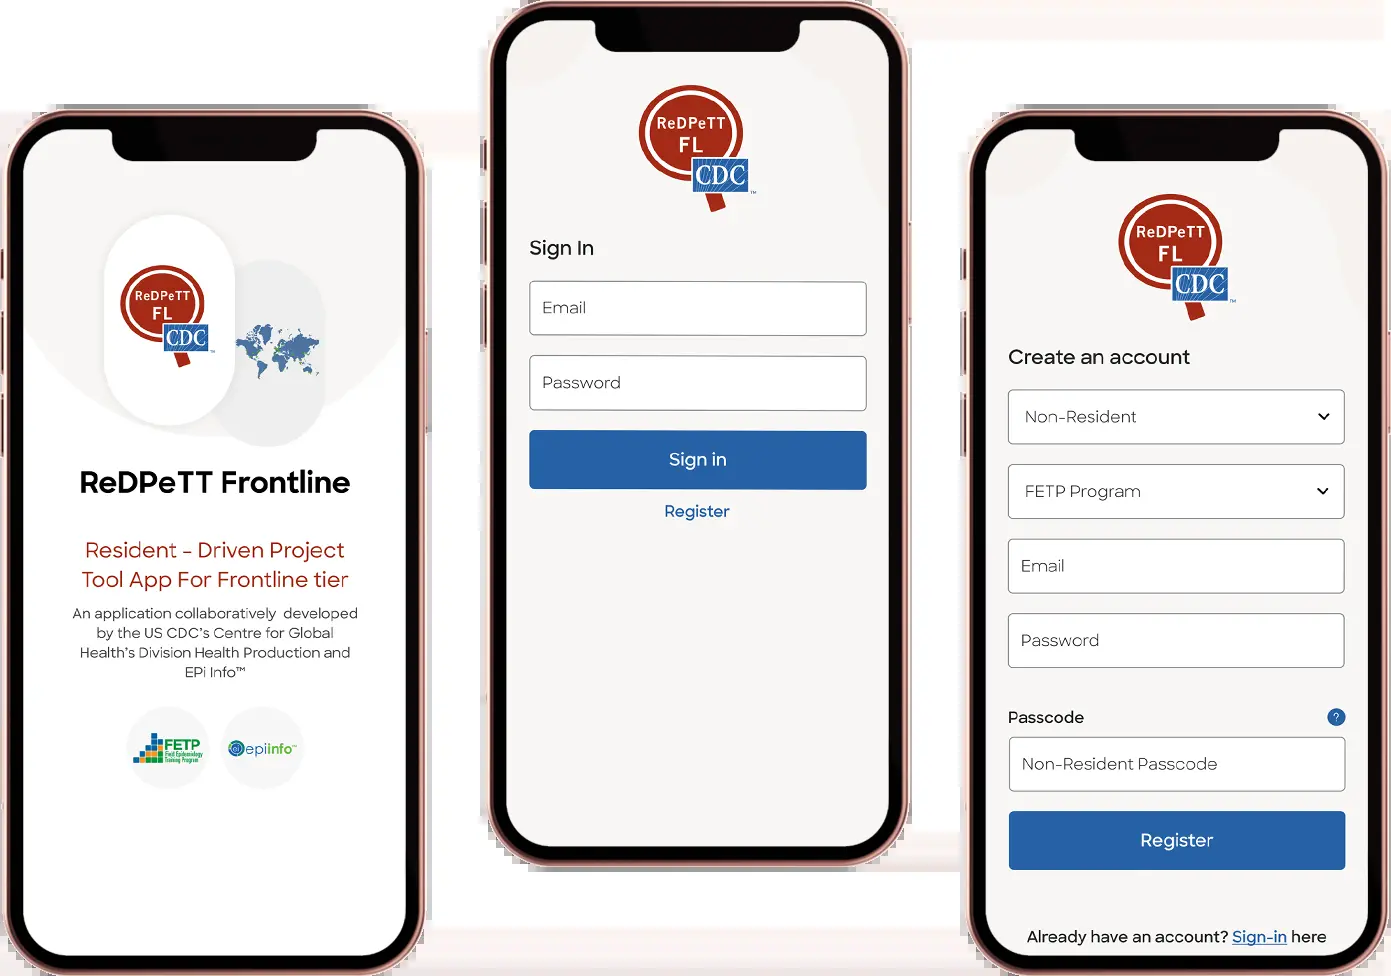 ReDPeTT
FL
CDC
™
ReDPeTT Frontline
Resident - Driven Project
Tool App For Frontline tier
An application collaboratively developed
by the US CDC's Centre for Global
Health's Division Health Production and
EPi Info™
FETP
Field Epidemiology
Training Program
epiinfo™
ReDPeTT
FL
CDC
™
Sign In
Email
Password
Sign in
Register
ReDPeTT
FL
CDC
™
Create an account
Non-Resident
FETP Program
Email
Password
Passcode ?
Non-Resident Passcode
Register
Already have an account? Sign-in here